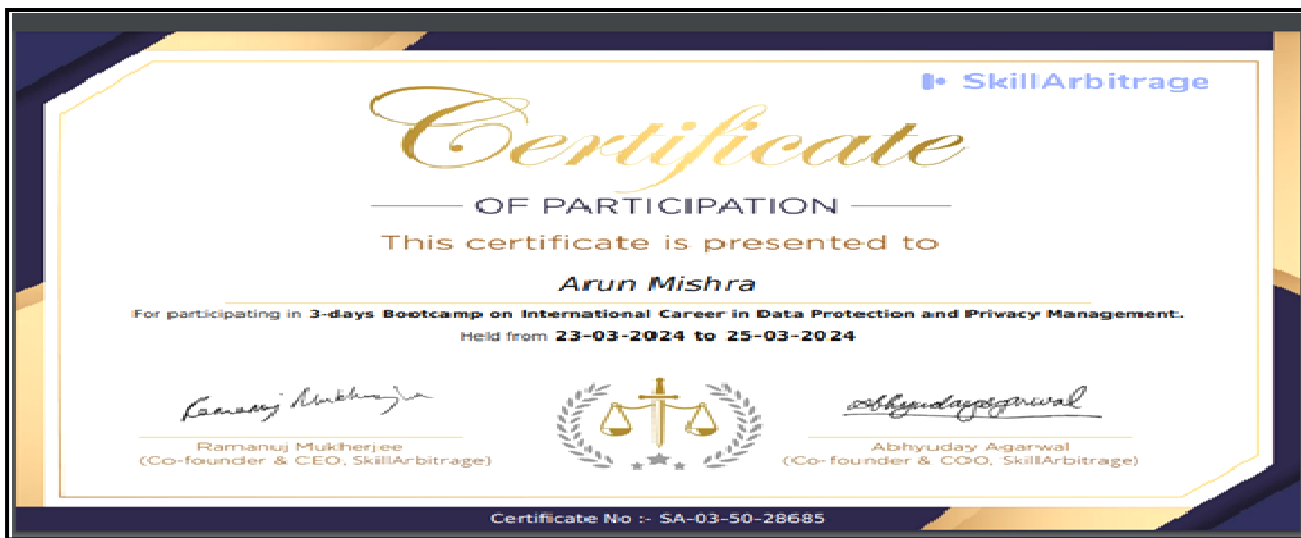 SkillArbitrage
Certificate
OF PARTICIPATION
This certificate is presented to
Arun Mishra
For participating in 3-days Bootcamp on International Career in Data Protection and Privacy Management.
Held from 23-03-2024 to 25-03-2024
Ramanuj Mukherjee
(Co-founder & CEO, SkillArbitrage)
Abhyuday Agarwal
(Co-founder & COO, SkillArbitrage)
Certificate No :- SA-03-50-28685